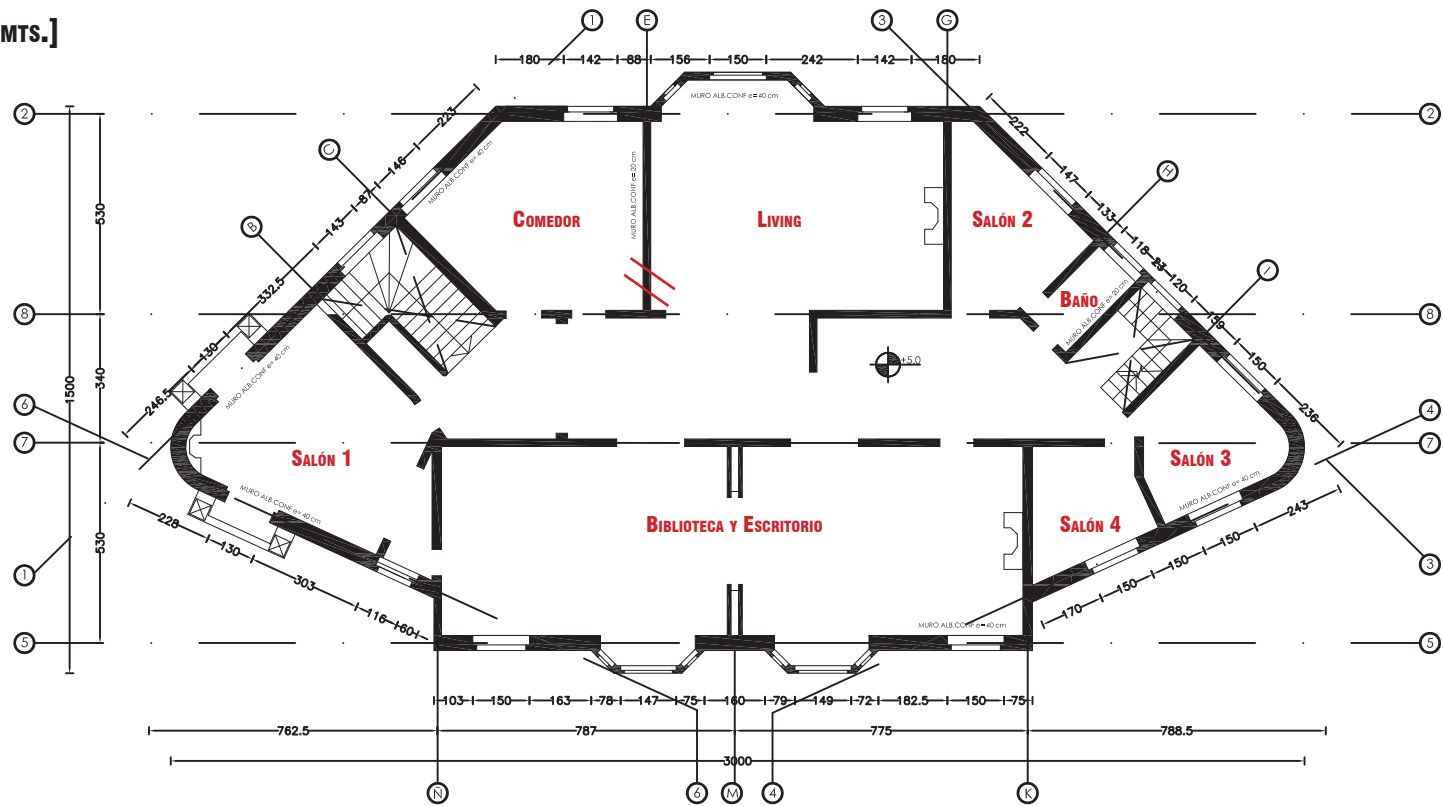 MTS.]
1
E
3
G
180
142
88
156
150
242
142
180
MURO ALB.CONF e= 40 cm
2
2
223
222
C
146
MURO ALB.CONF e= 40 cm
MURO ALB.CONF e= 20 cm
147
H
87
133
530
COMEDOR
LIVING
SALÓN 2
B
143
118
23
332.5
BAÑO
120
I
8
8
MURO ALB.CONF e= 20 cm
159
130
+5.0
150
MURO ALB.CONF e= 40 cm
1500
340
246.5
236
6
4
7
7
SALÓN 1
SALÓN 3
MURO ALB.CONF e= 40 cm
MURO ALB.CONF e= 40 cm
228
BIBLIOTECA Y ESCRITORIO
SALÓN 4
243
530
130
150
303
150
1
3
150
116
170
60
MURO ALB.CONF e= 40 cm
5
5
103
150
163
78
147
75
160
79
149
72
182.5
150
75
762.5
787
775
788.5
3000
Ñ
6
M
4
K